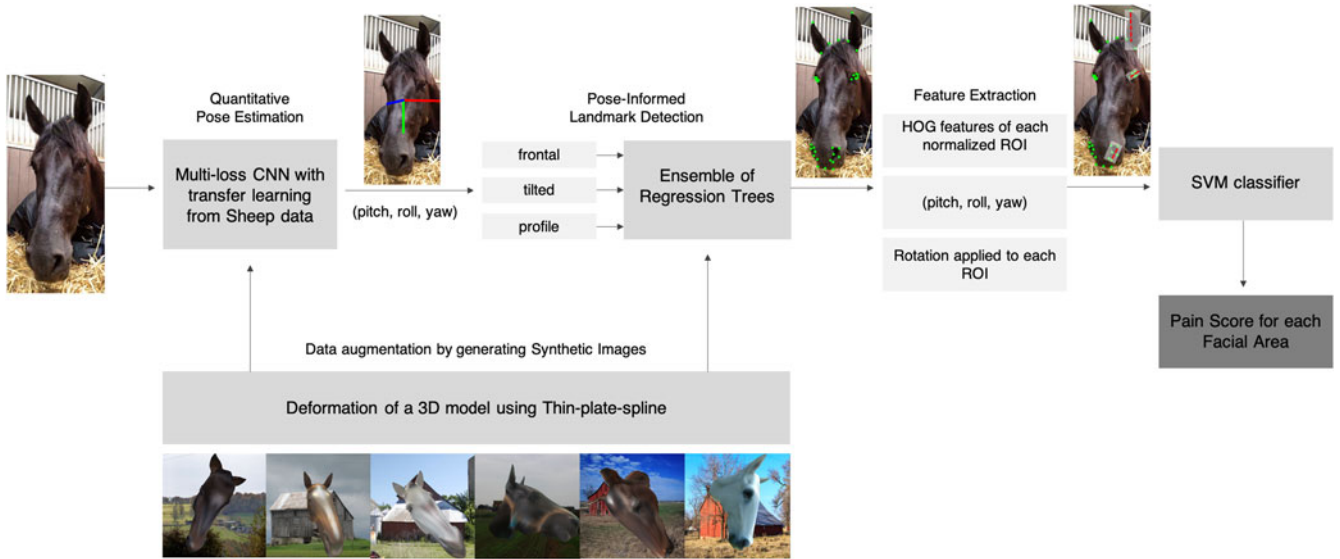 Quantitative
Pose Estimation
Multi-loss CNN with
transfer learning
from Sheep data
(pitch, roll, yaw)
Pose-Informed
Landmark Detection
frontal
tilted
profile
Ensemble of
Regression Trees
Feature Extraction
HOG features of each
normalized ROI
(pitch, roll, yaw)
Rotation applied to each
ROI
SVM classifier
Pain Score for each
Facial Area
Data augmentation by generating Synthetic Images
Deformation of a 3D model using Thin-plate-spline